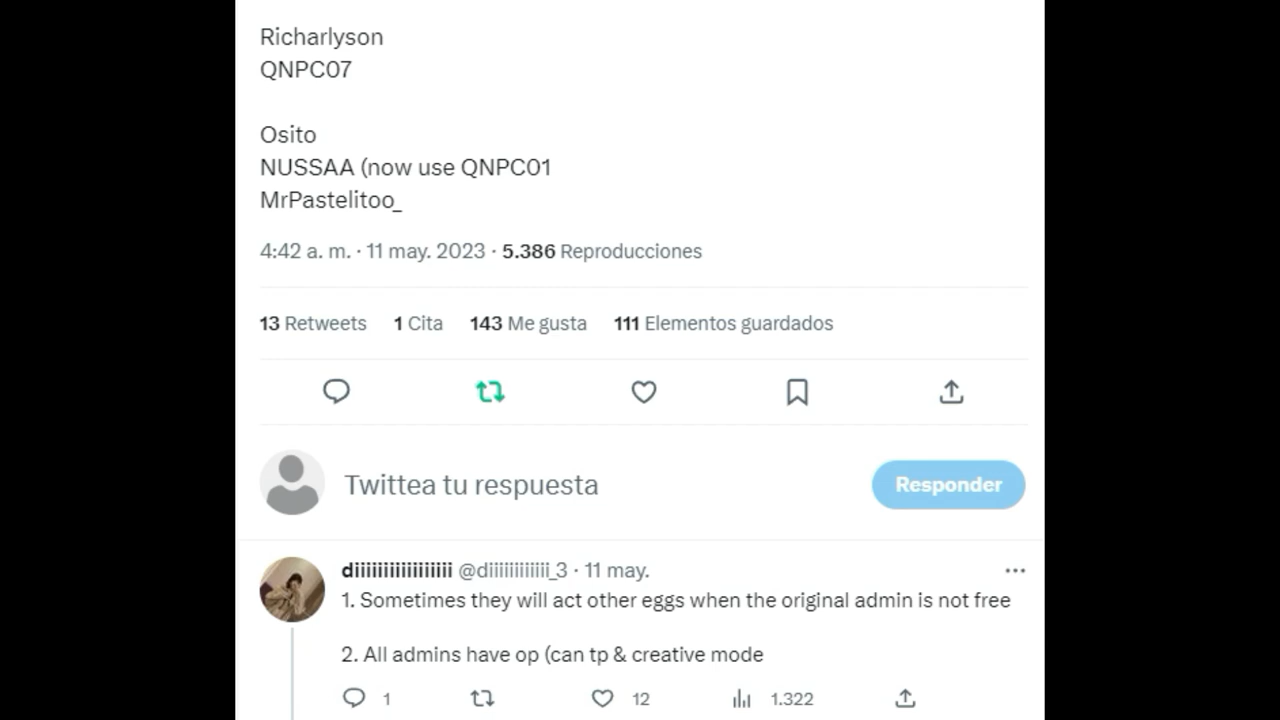 Richarlyson
QNPC07
Osito
NUSSAA (now use QNPC01
MrPastelitoo_
4:42 a. m. · 11 may. 2023 · 5.386 Reproducciones
13 Retweets 1 Cita 143 Me gusta 111 Elementos guardados
Twittea tu respuesta
Responder
diiiiiiiiiiiiiiiii @diiiiiiiiiiii_3 · 11 may.
1. Sometimes they will act other eggs when the original admin is not free
2. All admins have op (can tp & creative mode
1 12 1.322